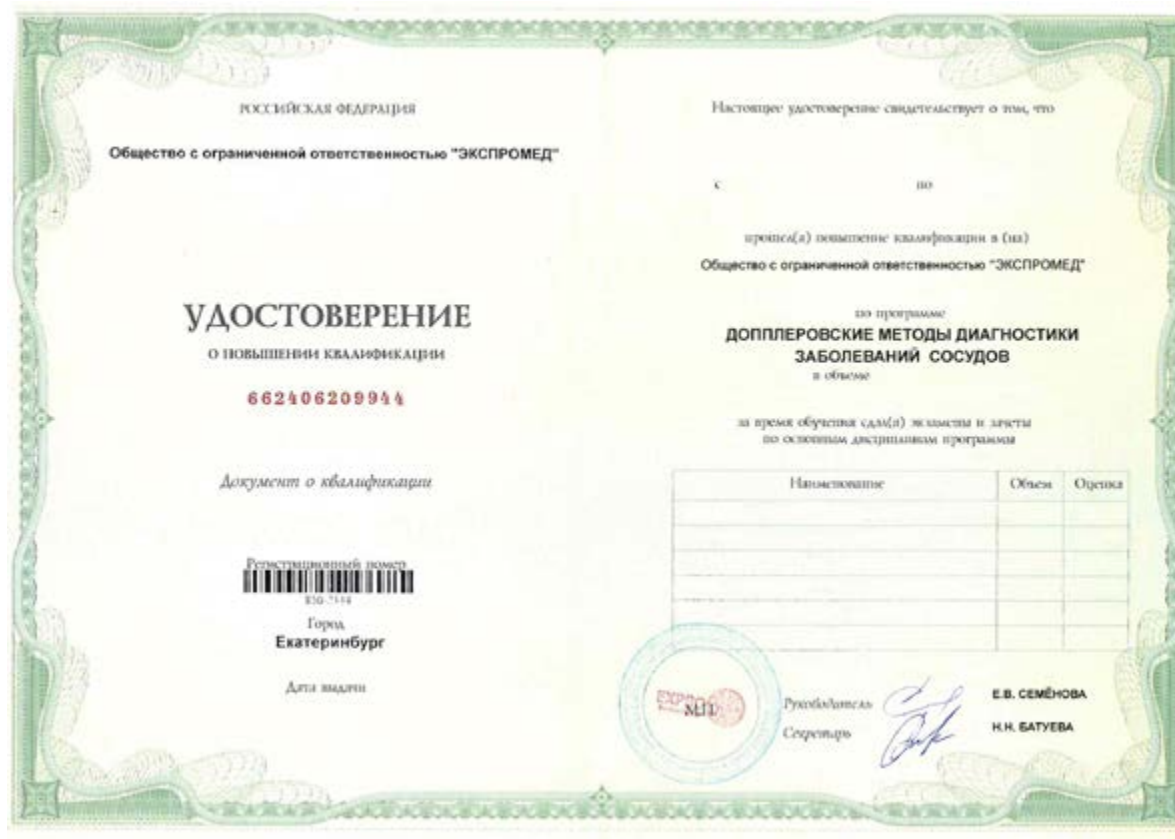 РОССИЙСКАЯ ФЕДЕРАЦИЯ
Общество с ограниченной ответственностью "ЭКСПРОМЕД"
УДОСТОВЕРЕНИЕ
О ПОВЫШЕНИИ КВАЛИФИКАЦИИ
662406209944
Документ о квалификации
Регистрационный номер
Город
Екатеринбург
Дата выдачи
Настоящее удостоверение свидетельствует о том, что
с по
прошел(а) повышение квалификации в (на)
Общество с ограниченной ответственностью "ЭКСПРОМЕД"
по программе
ДОППЛЕРОВСКИЕ МЕТОДЫ ДИАГНОСТИКИ
ЗАБОЛЕВАНИЙ СОСУДОВ
в объеме
за время обучения сдал(а) экзамены и зачеты
по основным дисциплинам программы
Наименование Объем Оценка
М.П.
Руководитель Е.В. СЕМЁНОВА
Секретарь Н.Н. БАТУЕВА